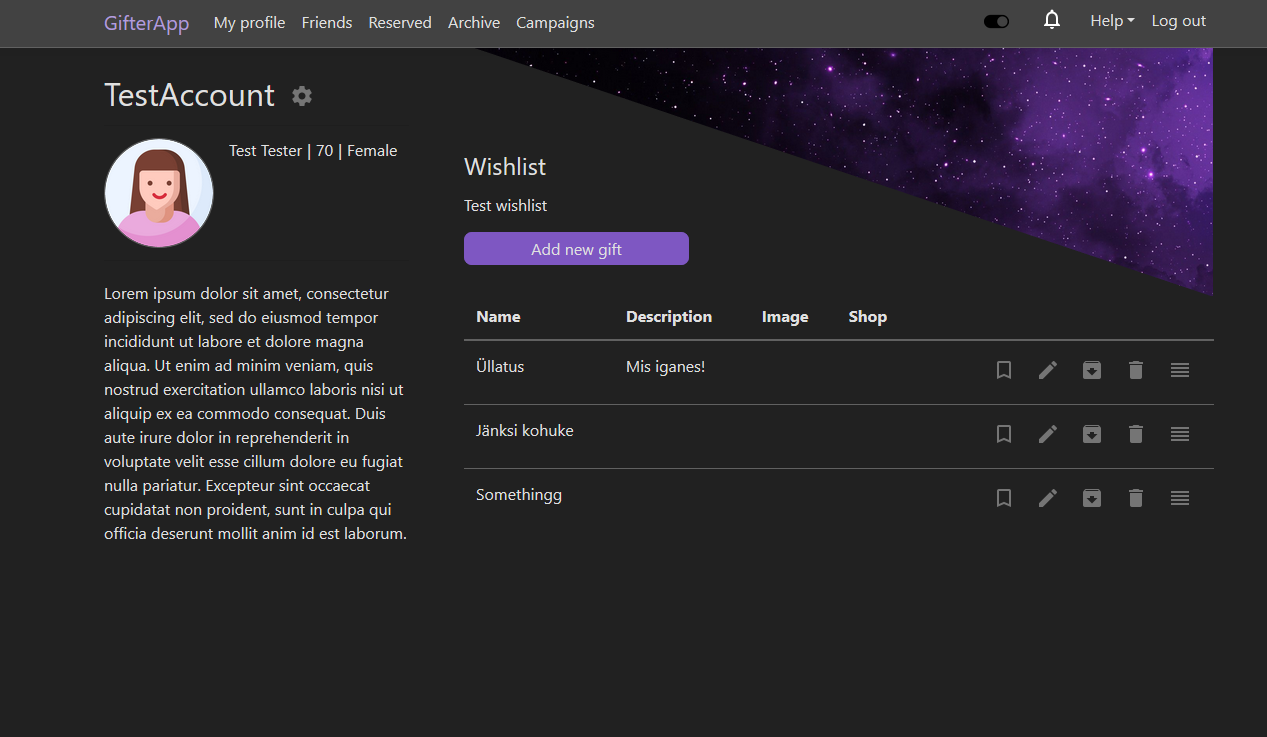 GifterApp My profile Friends Reserved Archive Campaigns Help Log out
TestAccount
Test Tester | 70 | Female
Lorem ipsum dolor sit amet, consectetur
adipiscing elit, sed do eiusmod tempor
incididunt ut labore et dolore magna
aliqua. Ut enim ad minim veniam, quis
nostrud exercitation ullamco laboris nisi ut
aliquip ex ea commodo consequat. Duis
aute irure dolor in reprehenderit in
voluptate velit esse cillum dolore eu fugiat
nulla pariatur. Excepteur sint occaecat
cupidatat non proident, sunt in culpa qui
officia deserunt mollit anim id est laborum.
Wishlist
Test wishlist
Add new gift
Name Description Image Shop
Üllatus Mis iganes!
Jänksi kohuke
Somethingg